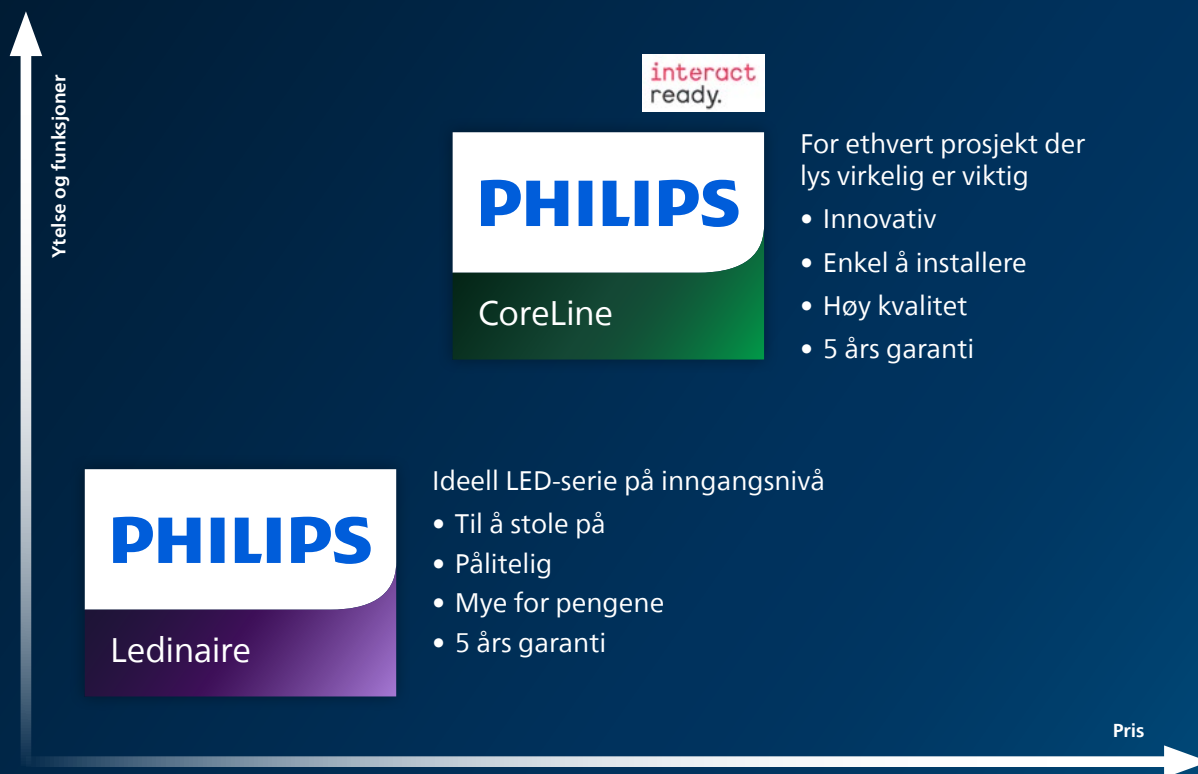 Ytelse og funksjoner
interact
ready.
PHILIPS
CoreLine
For ethvert prosjekt der
lys virkelig er viktig
• Innovativ
• Enkel å installere
• Høy kvalitet
• 5 års garanti
PHILIPS
Ledinaire
Ideell LED-serie på inngangsnivå
• Til å stole på
• Pålitelig
• Mye for pengene
• 5 års garanti
Pris